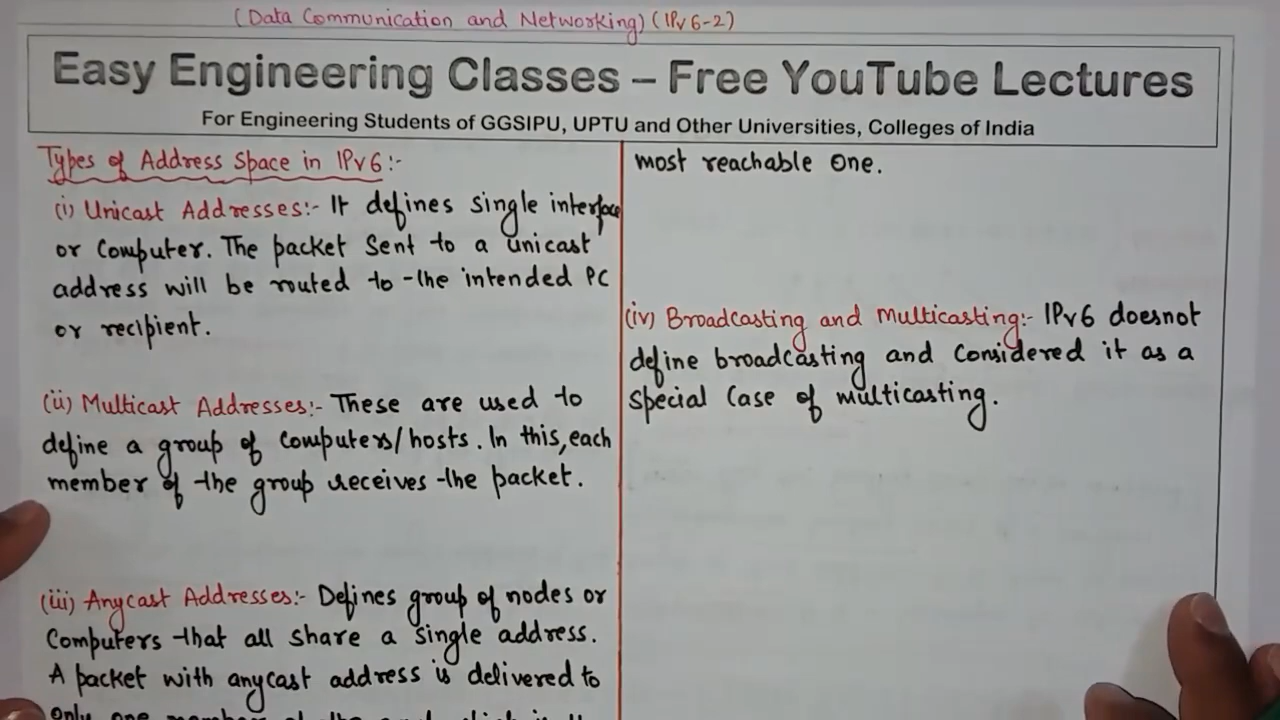 (Data Communication and Networking) (IPv6-2)
Easy Engineering Classes – Free YouTube Lectures
For Engineering Students of GGSIPU, UPTU and Other Universities, Colleges of India
Types of Address Space in IPv6:-
(i) Unicast Addresses:- It defines single interface
or Computer. The packet sent to a unicast
address will be routed to the intended PC
or recipient.
(ii) Multicast Addresses:- These are used to
define a group of Computers/hosts. In this, each
member of the group receives the packet.
(iii) Anycast Addresses:- Defines group of nodes or
Computers that all share a single address.
A packet with anycast address is delivered to
only one
most reachable one.
(iv) Broadcasting and Multicasting:- IPv6 doesnot
define broadcasting and Considered it as a
special Case of multicasting.